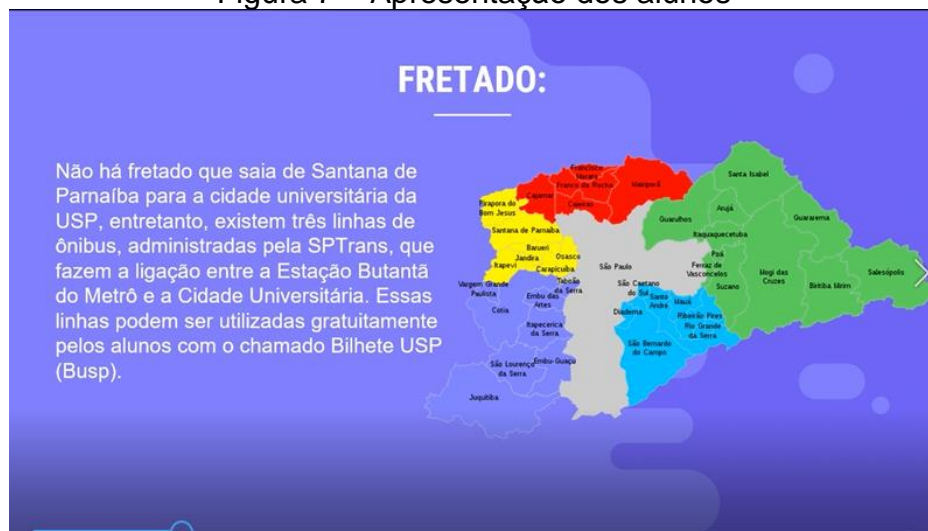 FRETADO:
Não há fretado que saia de Santana de
Parnaíba para a cidade universitária da
USP, entretanto, existem três linhas de
ônibus, administradas pela SPTrans, que
fazem a ligação entre a Estação Butantã
do Metrô e a Cidade Universitária. Essas
linhas podem ser utilizadas gratuitamente
pelos alunos com o chamado Bilhete USP
(Busp).
Francisco
Morato
Franco da Rocha
Mairiporã
Cajamar
Caieiras
Pirapora do
Bom Jesus
Santana de Parnaíba
Barueri
Jandira
Osasco
Itapevi
Carapicuíba
Vargem Grande
Paulista
Taboão
da Serra
Cotia
Embu das
Artes
Itapecerica
da Serra
São Lourenço
da Serra
Embu-Guaçu
Juquitiba
São Paulo
São Caetano
do Sul
Santo
André
Mauá
Diadema
Ribeirão Pires
Rio Grande
da Serra
São Bernardo
do Campo
Santa Isabel
Arujá
Guarulhos
Guararema
Itaquaquecetuba
Poá
Ferraz de
Vasconcelos
Suzano
Mogi das
Cruzes
Biritiba Mirim
Salesópolis